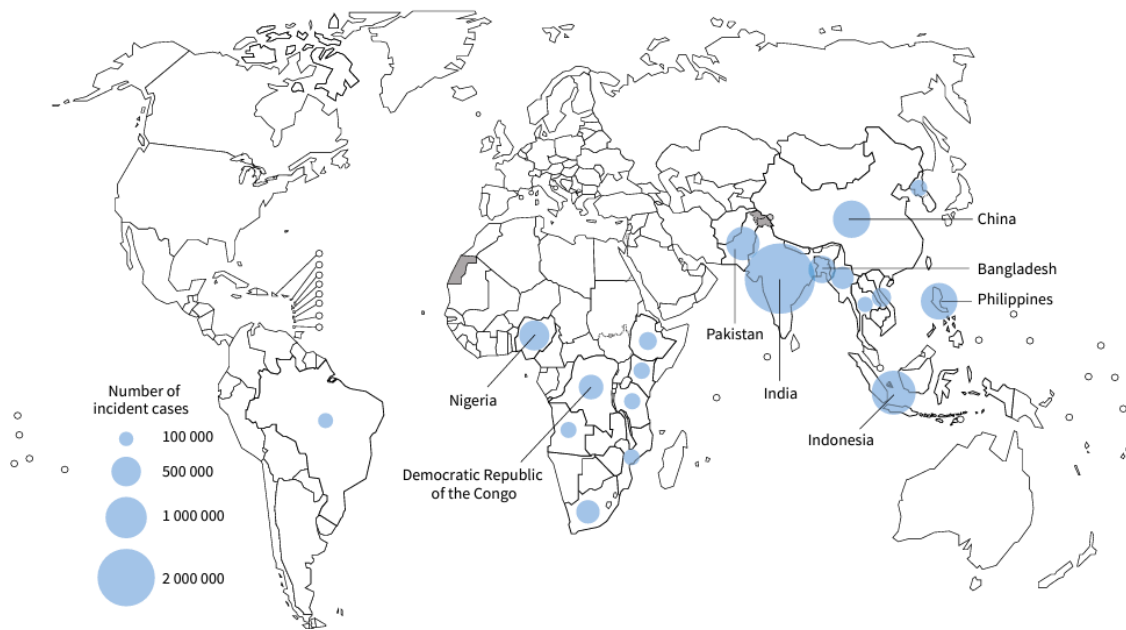 China
Bangladesh
Philippines
Pakistan
India
Nigeria
Indonesia
Democratic Republic
of the Congo
Number of
incident cases
100 000
500 000
1 000 000
2 000 000